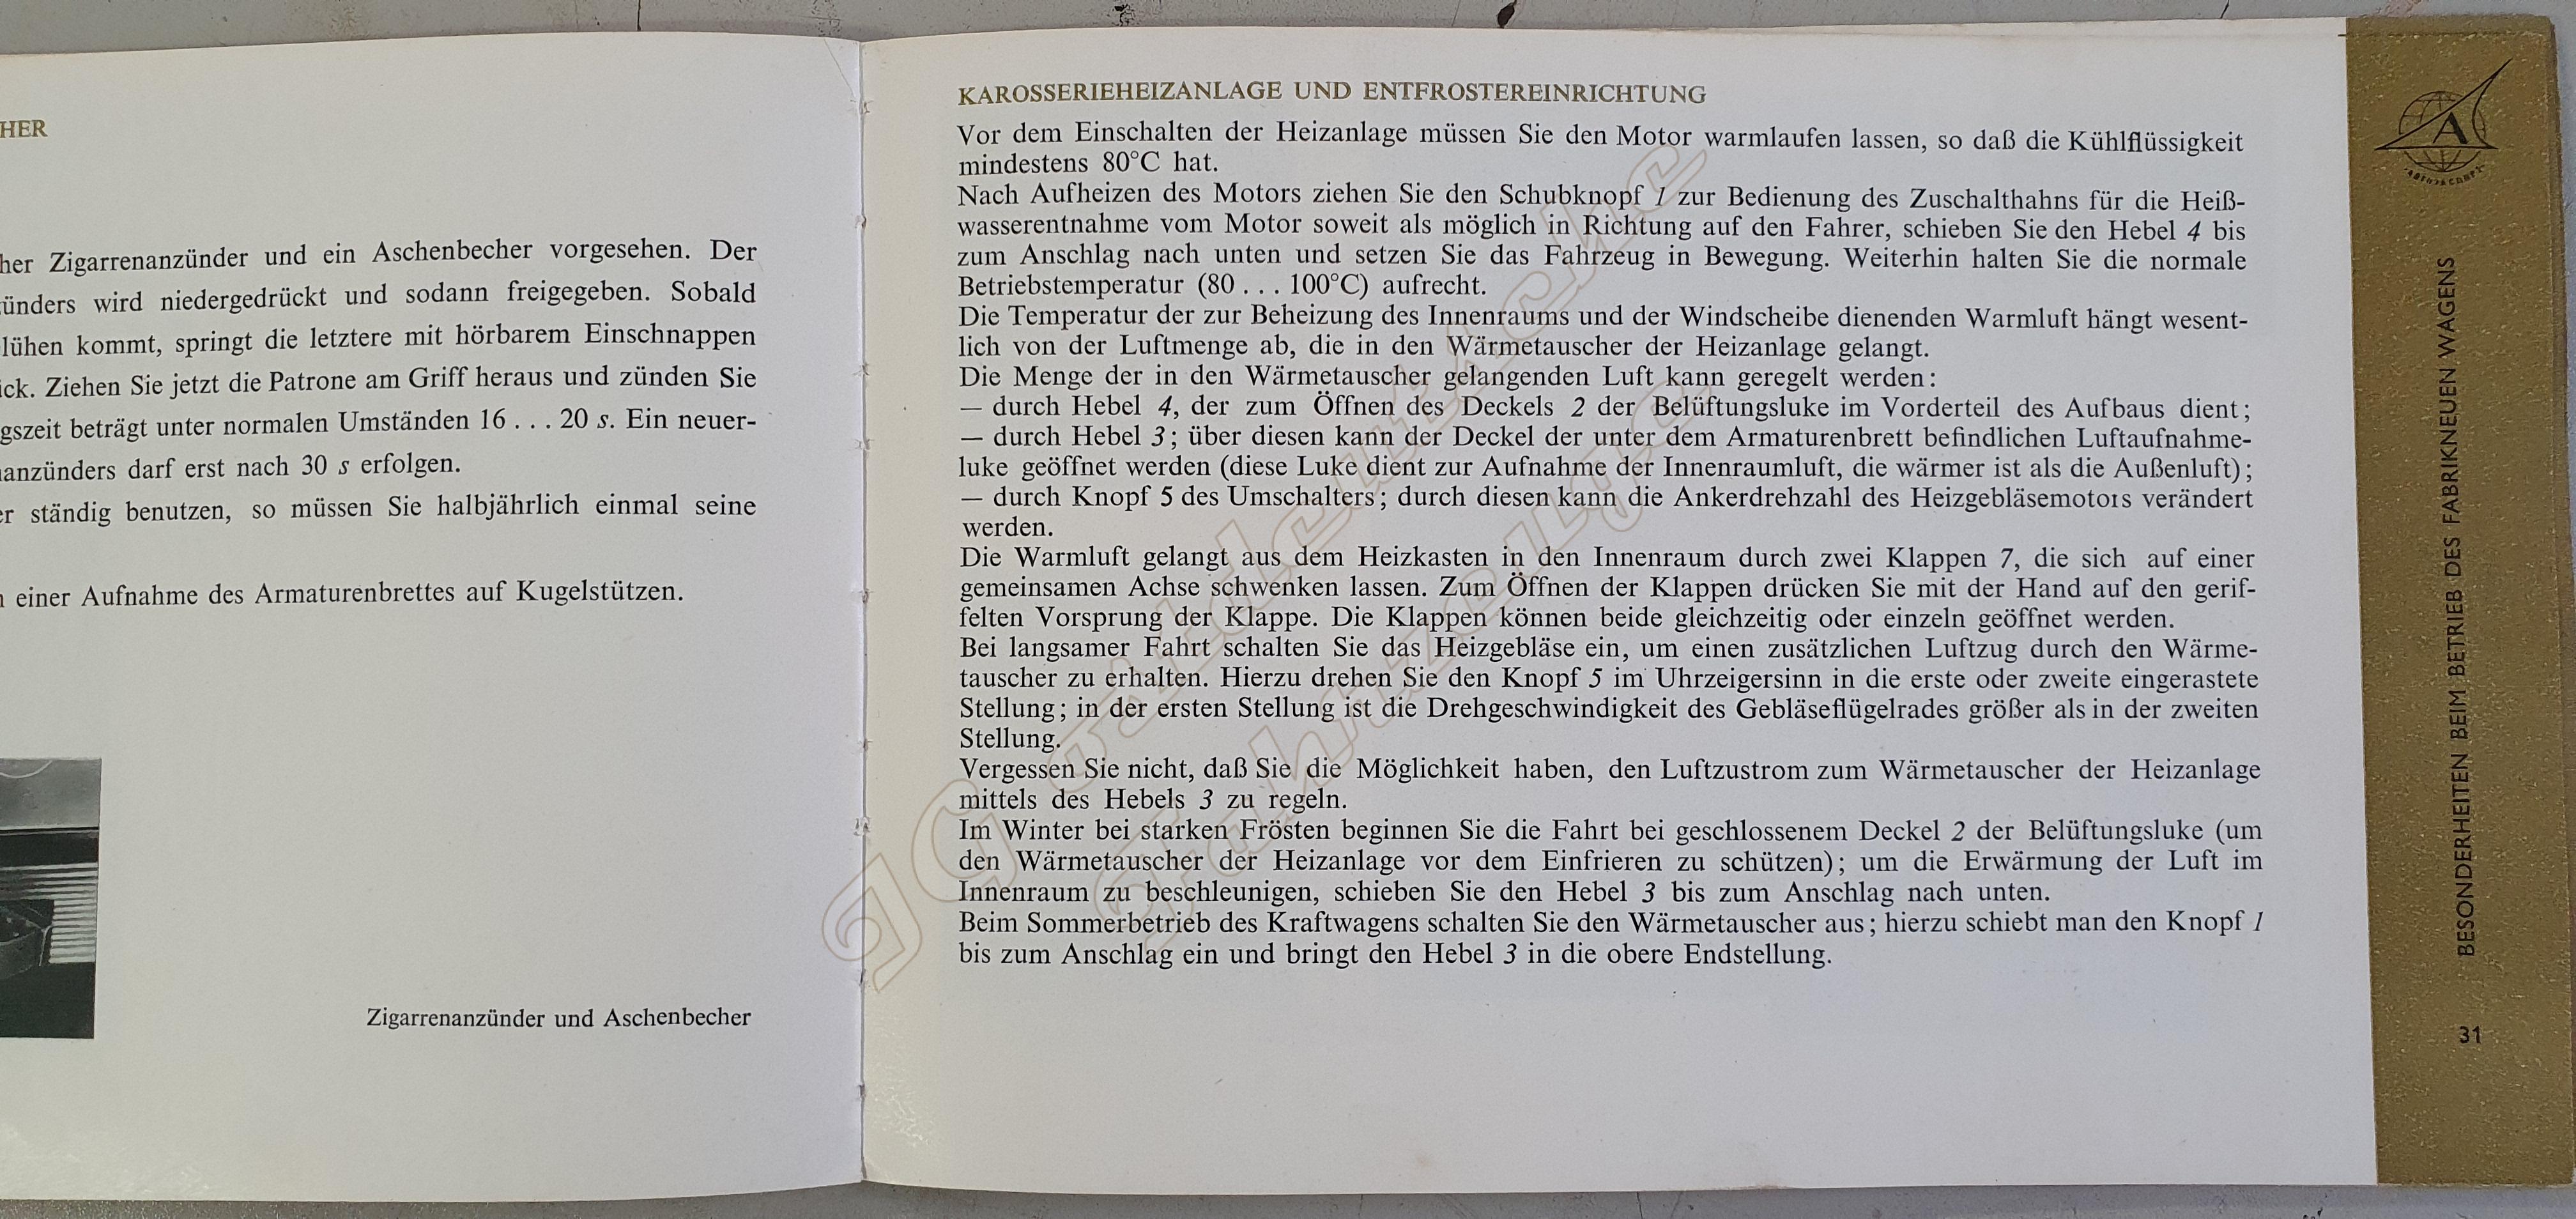 HER
her Zigarrenanzünder und ein Aschenbecher vorgesehen. Der
ünders wird niedergedrückt und sodann freigegeben. Sobald
lühen kommt, springt die letztere mit hörbarem Einschnappen
ick. Ziehen Sie jetzt die Patrone am Griff heraus und zünden Sie
gszeit beträgt unter normalen Umständen 16 . . . 20 s. Ein neuer-
anzünders darf erst nach 30 s erfolgen.
er ständig benutzen, so müssen Sie halbjährlich einmal seine
einer Aufnahme des Armaturenbrettes auf Kugelstützen.
Zigarrenanzünder und Aschenbecher
KAROSSERIEHEIZANLAGE UND ENTFROSTEREINRICHTUNG
Vor dem Einschalten der Heizanlage müssen Sie den Motor warmlaufen lassen, so daß die Kühlflüssigkeit
mindestens 80°C hat.
Nach Aufheizen des Motors ziehen Sie den Schubknopf 1 zur Bedienung des Zuschalthahns für die Heiß-
wasserentnahme vom Motor soweit als möglich in Richtung auf den Fahrer, schieben Sie den Hebel 4 bis
zum Anschlag nach unten und setzen Sie das Fahrzeug in Bewegung. Weiterhin halten Sie die normale
Betriebstemperatur (80 . . . 100°C) aufrecht.
Die Temperatur der zur Beheizung des Innenraums und der Windscheibe dienenden Warmluft hängt wesent-
lich von der Luftmenge ab, die in den Wärmetauscher der Heizanlage gelangt.
Die Menge der in den Wärmetauscher gelangenden Luft kann geregelt werden:
— durch Hebel 4, der zum Öffnen des Deckels 2 der Belüftungsluke im Vorderteil des Aufbaus dient;
— durch Hebel 3; über diesen kann der Deckel der unter dem Armaturenbrett befindlichen Luftaufnahme-
luke geöffnet werden (diese Luke dient zur Aufnahme der Innenraumluft, die wärmer ist als die Außenluft);
— durch Knopf 5 des Umschalters; durch diesen kann die Ankerdrehzahl des Heizgebläsemotors verändert
werden.
Die Warmluft gelangt aus dem Heizkasten in den Innenraum durch zwei Klappen 7, die sich auf einer
gemeinsamen Achse schwenken lassen. Zum Öffnen der Klappen drücken Sie mit der Hand auf den gerif-
felten Vorsprung der Klappe. Die Klappen können beide gleichzeitig oder einzeln geöffnet werden.
Bei langsamer Fahrt schalten Sie das Heizgebläse ein, um einen zusätzlichen Luftzug durch den Wärme-
tauscher zu erhalten. Hierzu drehen Sie den Knopf 5 im Uhrzeigersinn in die erste oder zweite eingerastete
Stellung; in der ersten Stellung ist die Drehgeschwindigkeit des Gebläseflügelrades größer als in der zweiten
Stellung.
Vergessen Sie nicht, daß Sie die Möglichkeit haben, den Luftzustrom zum Wärmetauscher der Heizanlage
mittels des Hebels 3 zu regeln.
Im Winter bei starken Frösten beginnen Sie die Fahrt bei geschlossenem Deckel 2 der Belüftungsluke (um
den Wärmetauscher der Heizanlage vor dem Einfrieren zu schützen); um die Erwärmung der Luft im
Innenraum zu beschleunigen, schieben Sie den Hebel 3 bis zum Anschlag nach unten.
Beim Sommerbetrieb des Kraftwagens schalten Sie den Wärmetauscher aus; hierzu schiebt man den Knopf 1
bis zum Anschlag ein und bringt den Hebel 3 in die obere Endstellung.
A
BESONDERHEITEN BEIM BETRIEB DES FABRIKNEUEN WAGENS
31